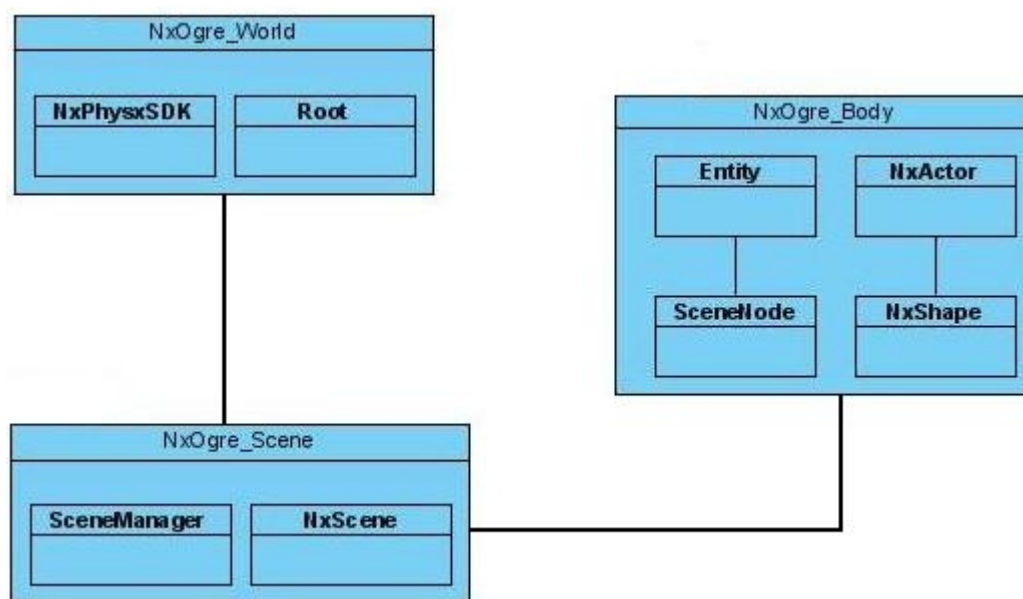 NxOgre_World
NxPhysxSDK Root
NxOgre_Body
Entity NxActor
SceneNode NxShape
NxOgre_Scene
SceneManager NxScene